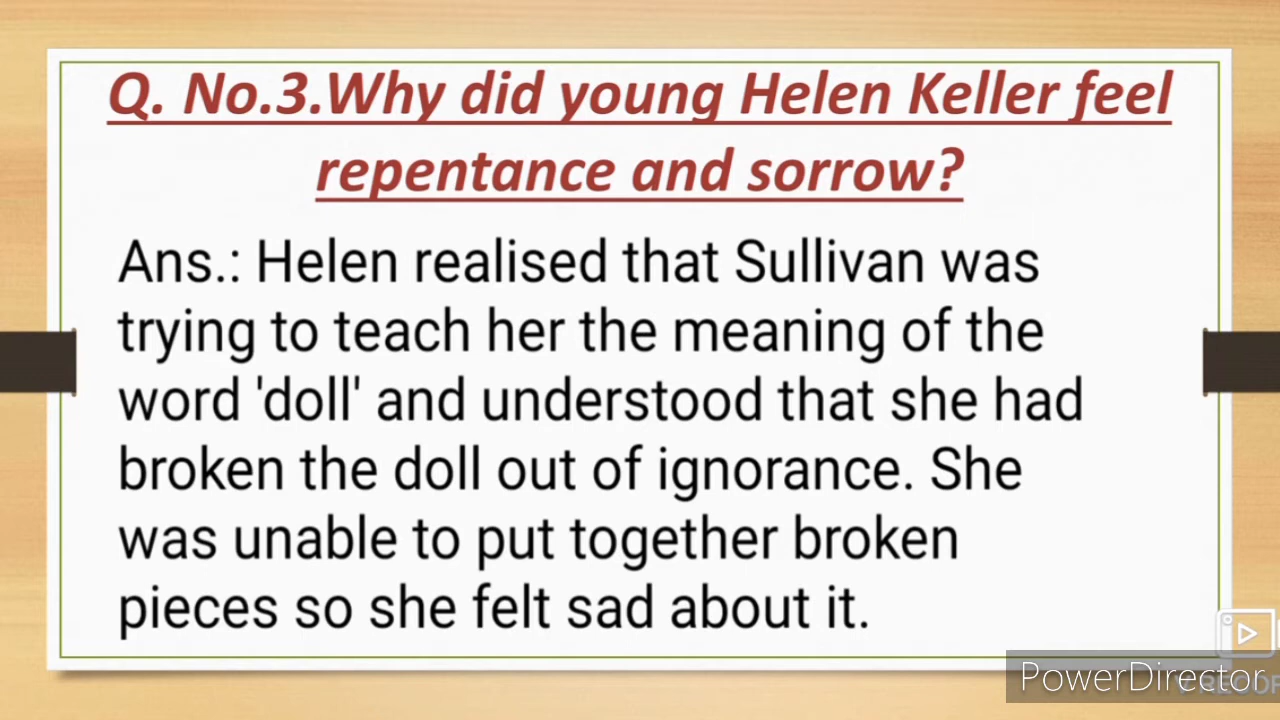 Q. No.3.Why did young Helen Keller feel
repentance and sorrow?
Ans.: Helen realised that Sullivan was
trying to teach her the meaning of the
word 'doll' and understood that she had
broken the doll out of ignorance. She
was unable to put together broken
pieces so she felt sad about it.
PowerDirector